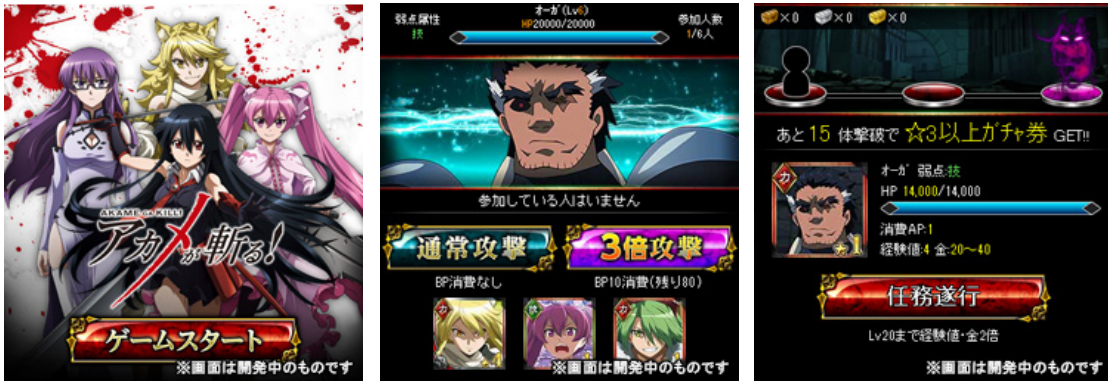 AKAME GA KILL!
アカメが斬る!
ゲームスタート
※画面は開発中のものです
弱点属性
技
オーガ(Lv6)
HP20000/20000
参加人数
1/6人
参加している人はいません
通常攻撃
3倍攻撃
BP消費なし
BP10消費(残り80)
力
技
力
※画面は開発中のものです
×0
×0
×0
あと 15 体撃破で ☆3以上ガチャ券 GET!!
力
★1
オーガ 弱点:技
HP 14,000/14,000
消費AP:1
経験値:4 金:20~40
任務遂行
Lv20まで経験値・金2倍
※画面は開発中のものです